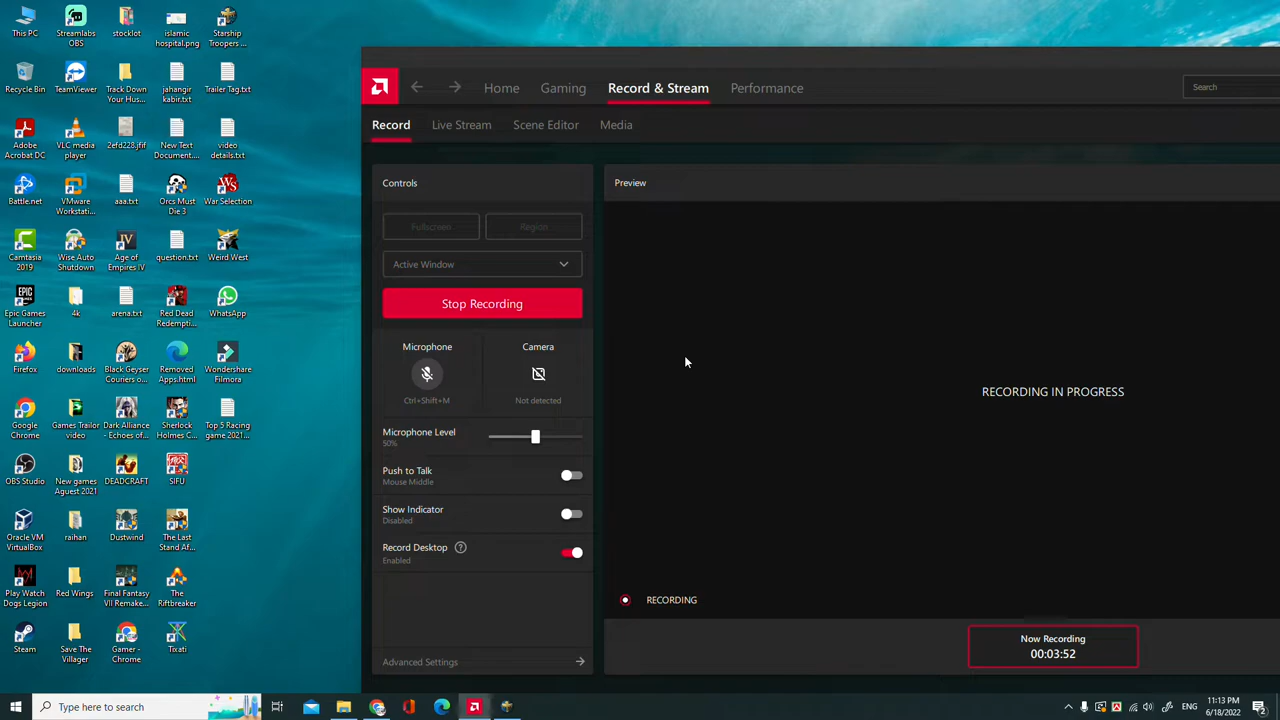 This PC
Streamlabs
OBS
stocklot
islamic
hospital.png
Starship
Troopers ...
Recycle Bin
TeamViewer
Track Down
Your Hus...
jahangir
kabir.txt
Trailer Tag.txt
Adobe
Acrobat DC
VLC media
player
2efd228.jfif
New Text
Document....
video
details.txt
Battle.net
VMware
Workstati...
aaa.txt
Orcs Must
Die 3
War Selection
Camtasia
2019
Wise Auto
Shutdown
Age of
Empires IV
question.txt
Weird.West
Epic Games
Launcher
4k
arena.txt
Red Dead
Redempti...
WhatsApp
Firefox
downloads
Black Geyser
Couriers o...
Removed
Apps.html
Wondershare
Filmora
Google
Chrome
Games Trailor
video
Dark Alliance
- Echoes of...
Sherlock
Holmes C...
Top 5 Racing
game 2021...
OBS Studio
New games
Aguest 2021
DEADCRAFT
SIFU
Oracle VM
VirtualBox
raihan
Dustwind
The Last
Stand Af...
Play Watch
Dogs Legion
Red Wings
Final Fantasy
VII Remake...
The
Riftbreaker
Steam
Save The
Villager
Gamer -
Chrome
Tixati
Home Gaming Record & Stream Performance
Search
Record Live Stream Scene Editor Media
Controls
Preview
Fullscreen Region
Active Window
Stop Recording
Microphone Camera
Ctrl+Shift+M Not detected
Microphone Level
50%
Push to Talk
Mouse Middle
Show Indicator
Disabled
Record Desktop ?
Enabled
Advanced Settings
RECORDING IN PROGRESS
RECORDING
Now Recording
00:03:52
Type here to search
ENG
11:13 PM
6/18/2022